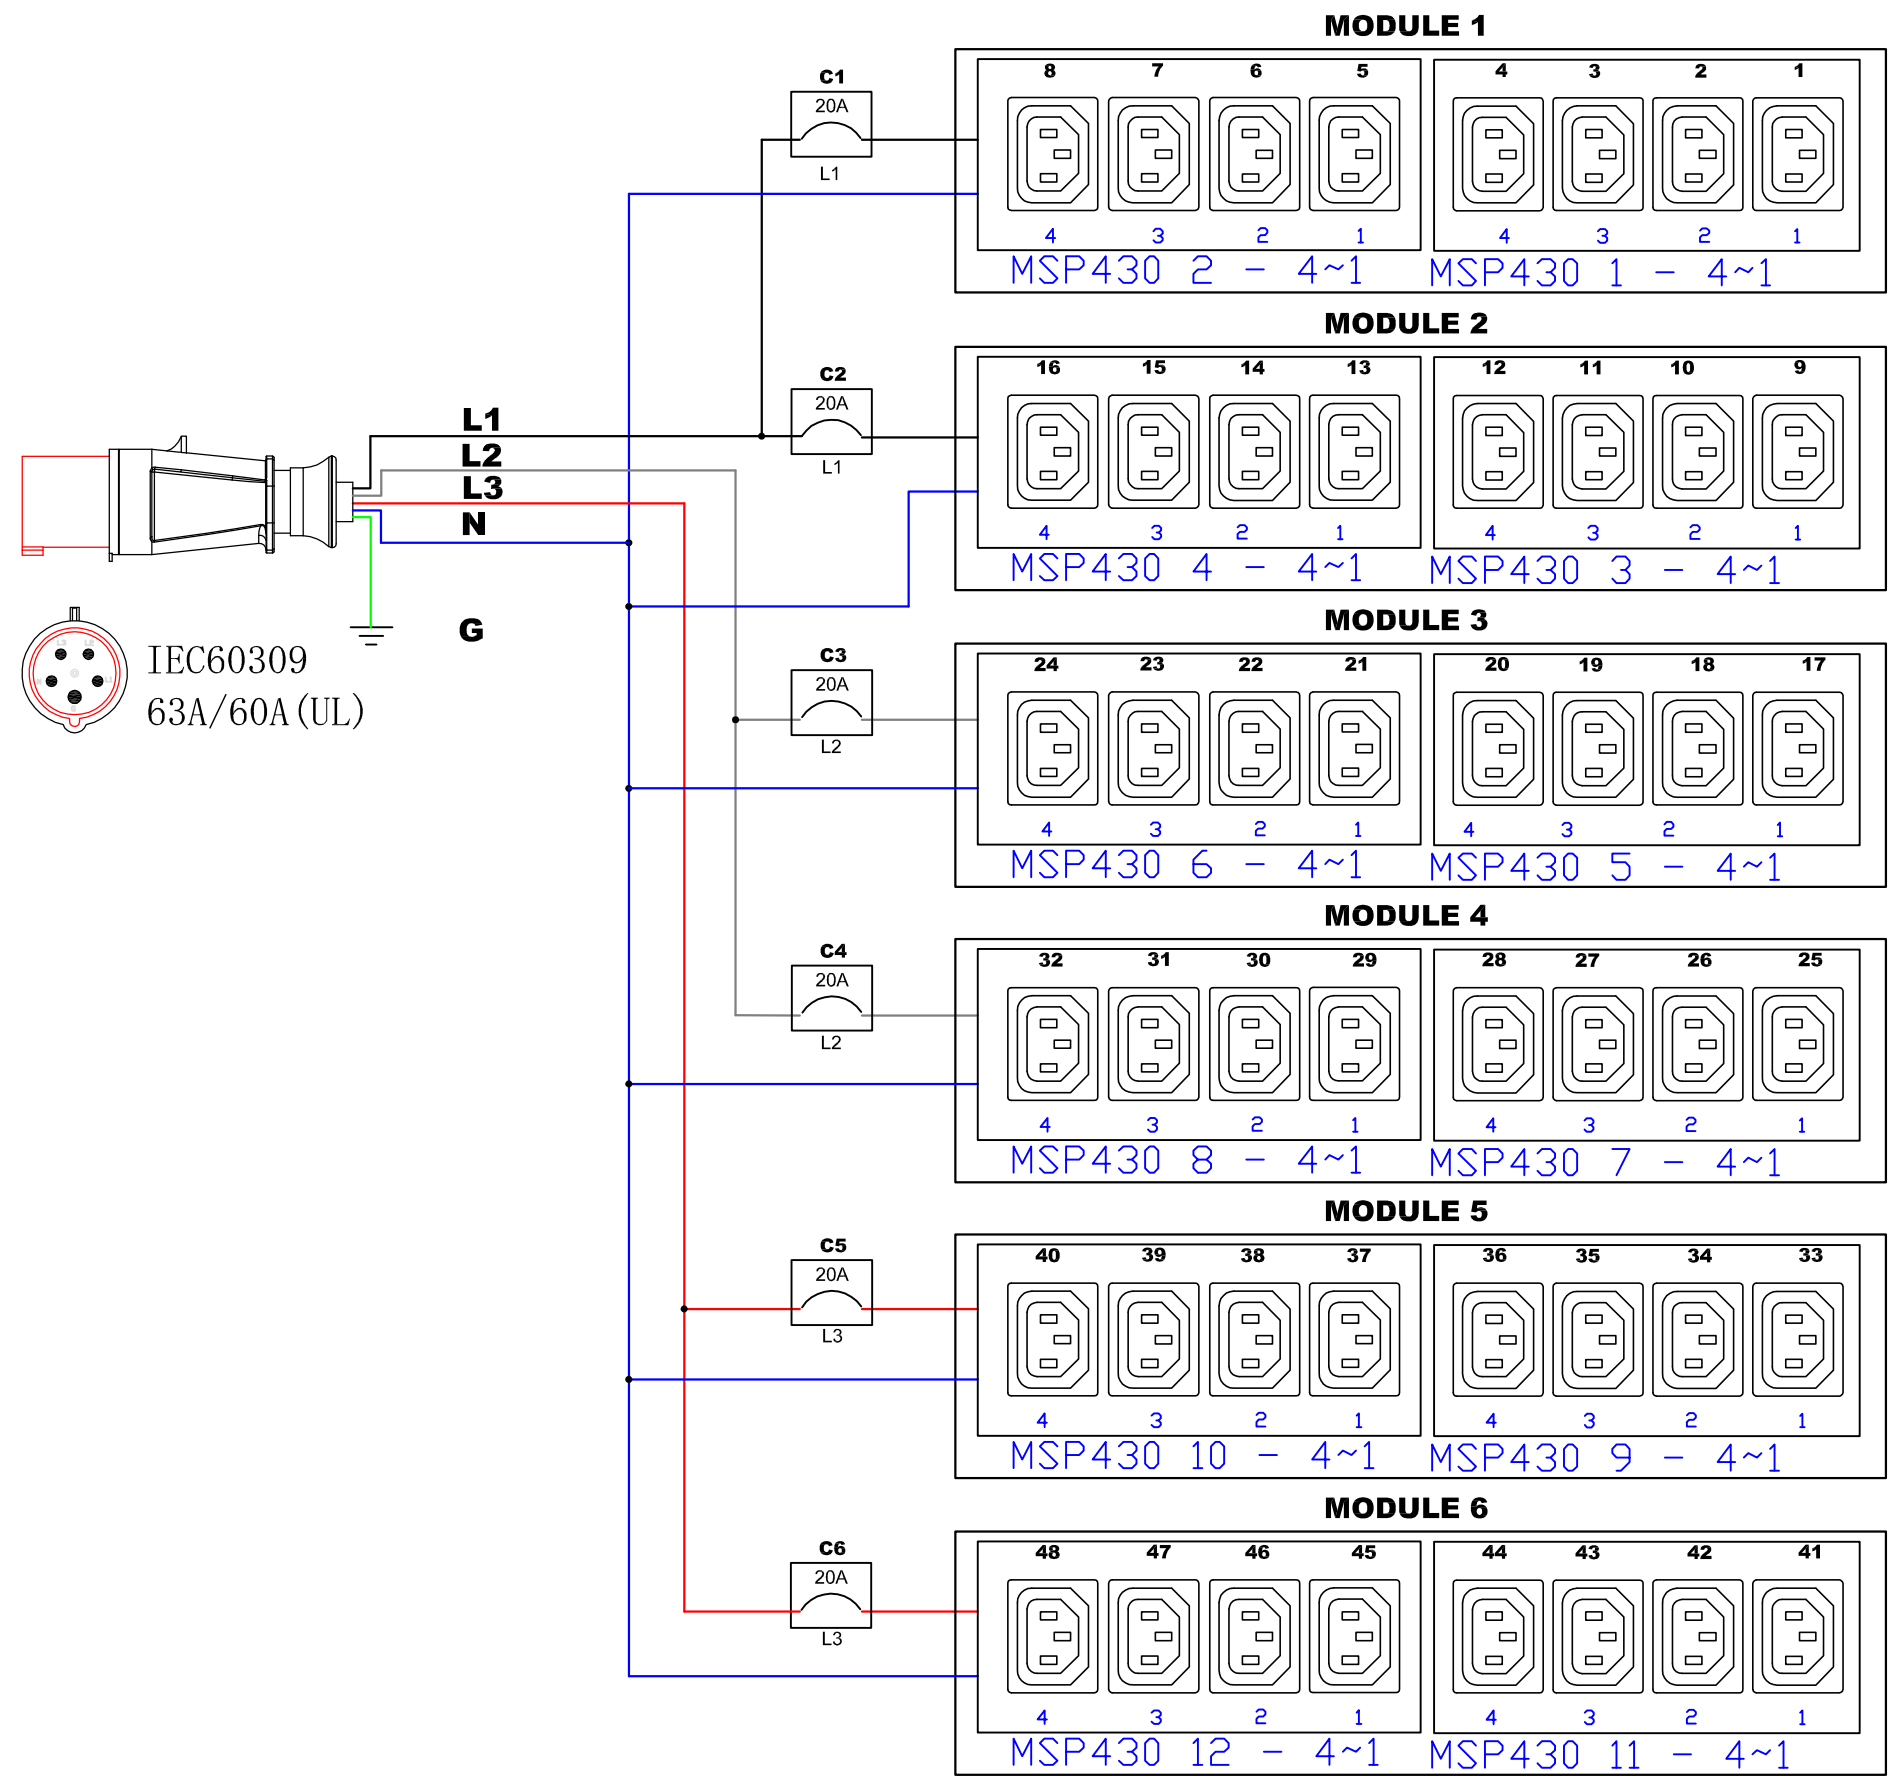 MODULE 1
C1
20A
L1
8 7 6 5 4 3 2 1
4 3 2 1 4 3 2 1
MSP430 2 - 4~1 MSP430 1 - 4~1
MODULE 2
C2
20A
L1
16 15 14 13 12 11 10 9
4 3 2 1 4 3 2 1
MSP430 4 - 4~1 MSP430 3 - 4~1
L1
L2
L3
N
G
IEC60309
63A/60A(UL)
MODULE 3
C3
20A
L2
24 23 22 21 20 19 18 17
4 3 2 1 4 3 2 1
MSP430 6 - 4~1 MSP430 5 - 4~1
MODULE 4
C4
20A
L2
32 31 30 29 28 27 26 25
4 3 2 1 4 3 2 1
MSP430 8 - 4~1 MSP430 7 - 4~1
MODULE 5
C5
20A
L3
40 39 38 37 36 35 34 33
4 3 2 1 4 3 2 1
MSP430 10 - 4~1 MSP430 9 - 4~1
MODULE 6
C6
20A
L3
48 47 46 45 44 43 42 41
4 3 2 1 4 3 2 1
MSP430 12 - 4~1 MSP430 11 - 4~1